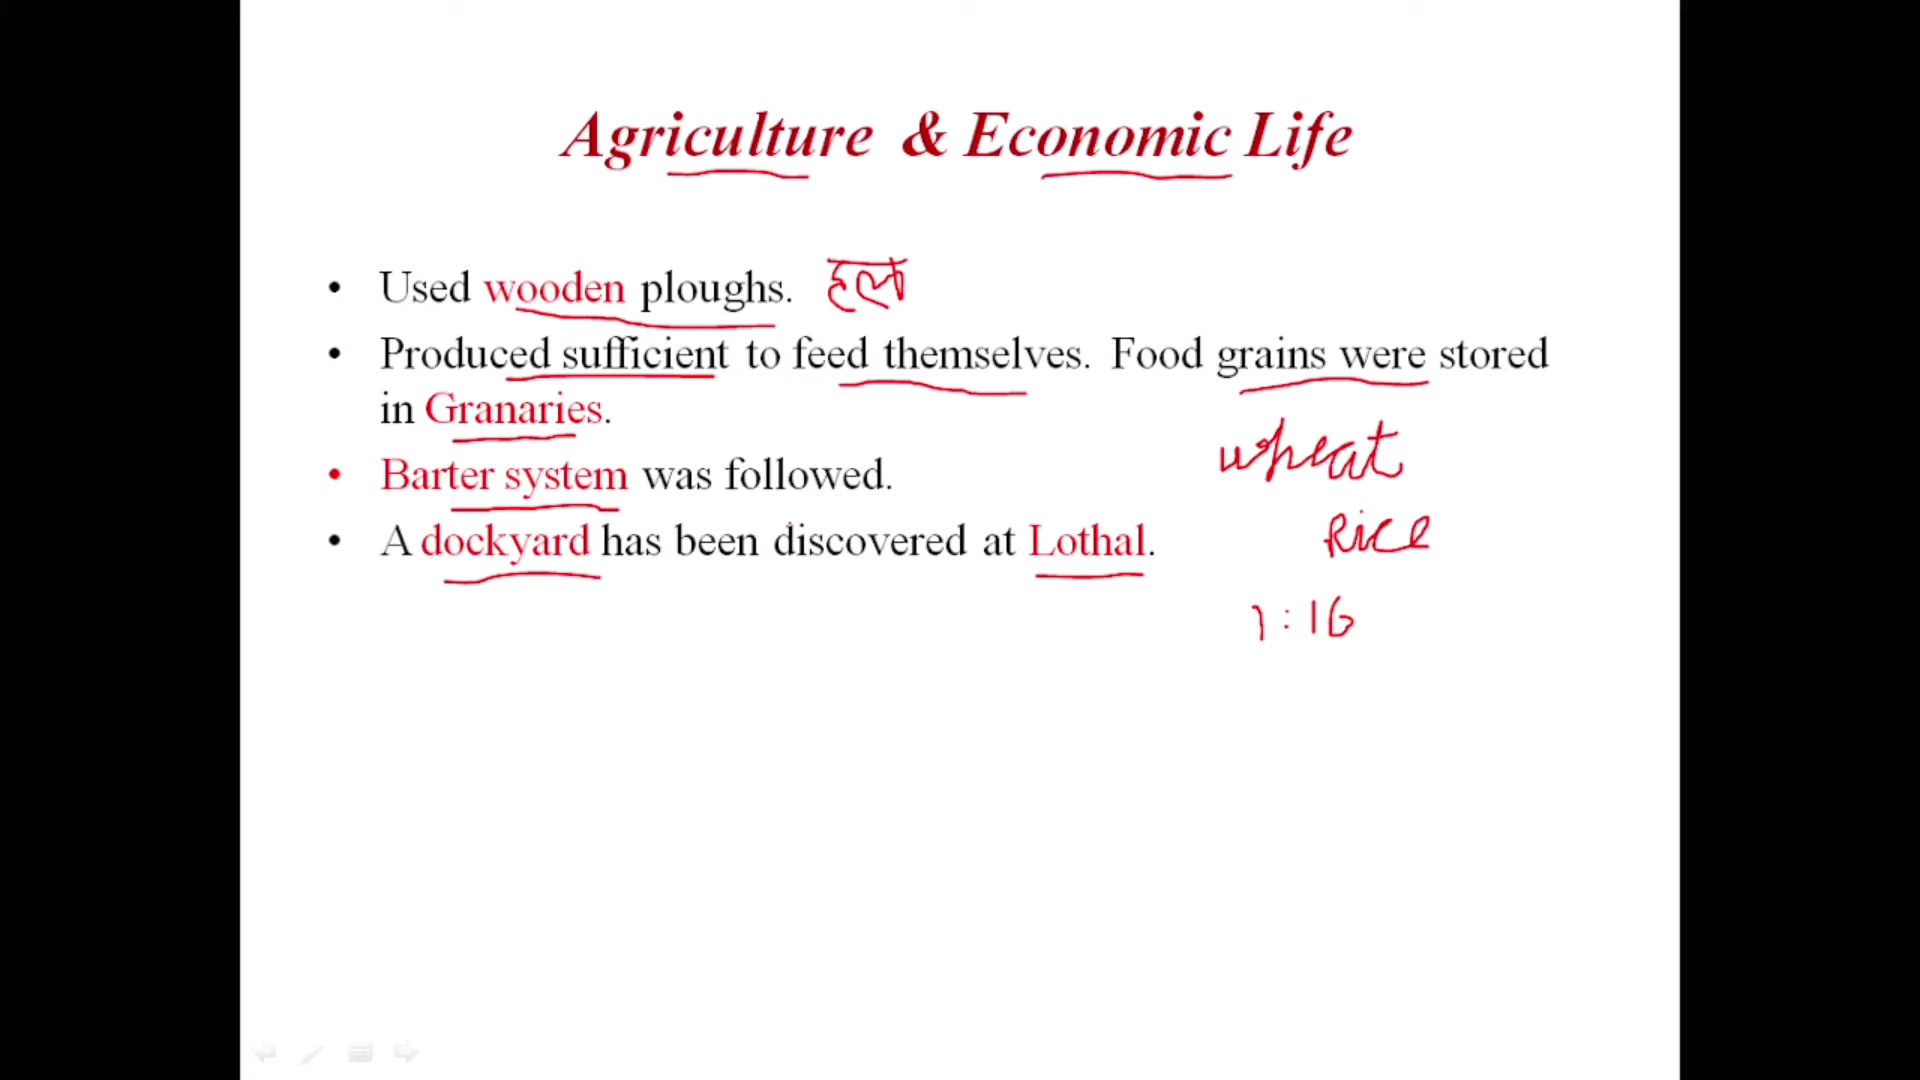 Agriculture & Economic Life
• Used wooden ploughs. हल
• Produced sufficient to feed themselves. Food grains were stored
in Granaries.
wheat
• Barter system was followed.
Rice
• A dockyard has been discovered at Lothal.
1:16